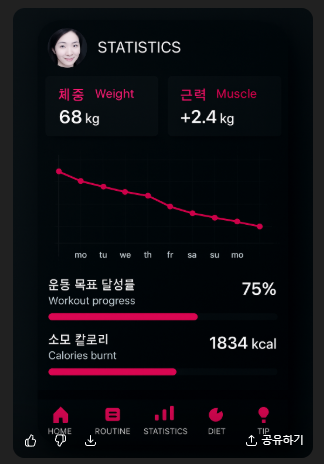 STATISTICS
체중 Weight
68 kg
근력 Muscle
+2.4 kg
mo tu we th fr sa su mo
운동 목표 달성률 75%
Workout progress
소모 칼로리 1834 kcal
Calories burnt
HOME ROUTINE STATISTICS DIET TIP
공유하기